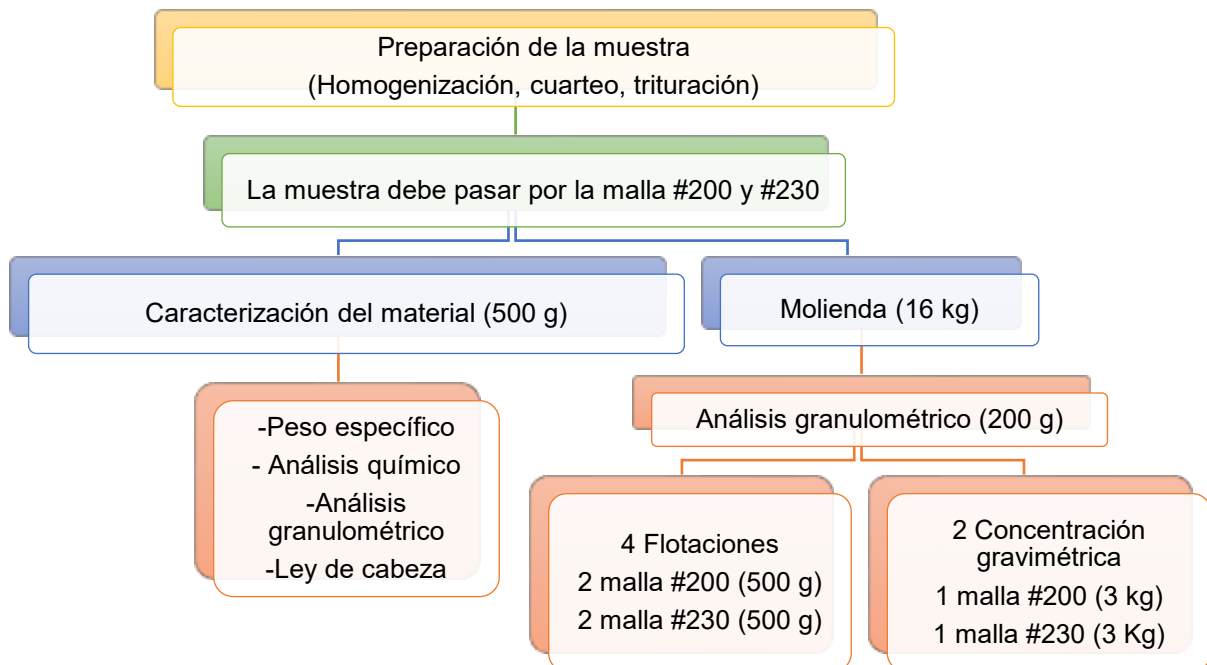 Preparación de la muestra
(Homogenización, cuarteo, trituración)
La muestra debe pasar por la malla #200 y #230
Caracterización del material (500 g)
Molienda (16 kg)
-Peso específico
- Análisis químico
-Análisis
granulométrico
-Ley de cabeza
Análisis granulométrico (200 g)
4 Flotaciones
2 malla #200 (500 g)
2 malla #230 (500 g)
2 Concentración
gravimétrica
1 malla #200 (3 kg)
1 malla #230 (3 Kg)